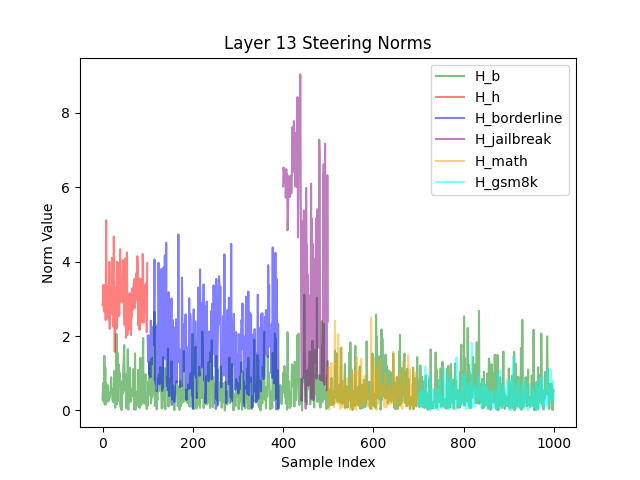 Layer 13 Steering Norms
H_b
H_h
H_borderline
H_jailbreak
H_math
H_gsm8k
Norm Value
8
6
4
2
0
0
200
400
600
800
1000
Sample Index